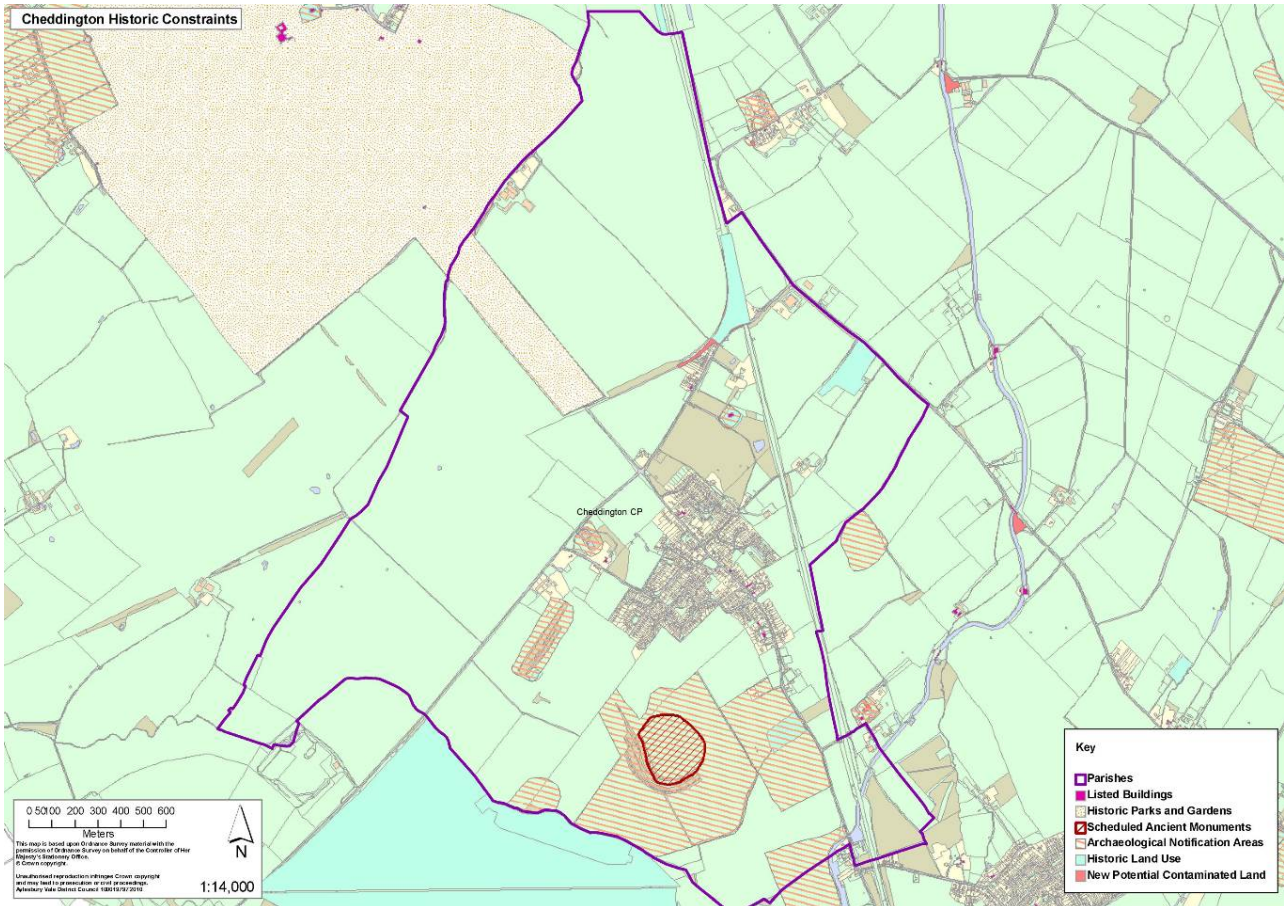 Cheddington Historic Constraints
Cheddington CP
Key
Parishes
Listed Buildings
Historic Parks and Gardens
Scheduled Ancient Monuments
Archaeological Notification Areas
Historic Land Use
New Potential Contaminated Land
0 50100 200 300 400 500 600
Meters
N
This map is based upon Ordnance Survey material with the
permission of Ordnance Survey on behalf of the Controller of Her
Majesty's Stationery Office.
© Crown copyright.
Unauthorised reproduction infringes Crown copyright
and may lead to prosecution or civil proceedings.
Aylesbury Vale District Council 2010.
1:14,000